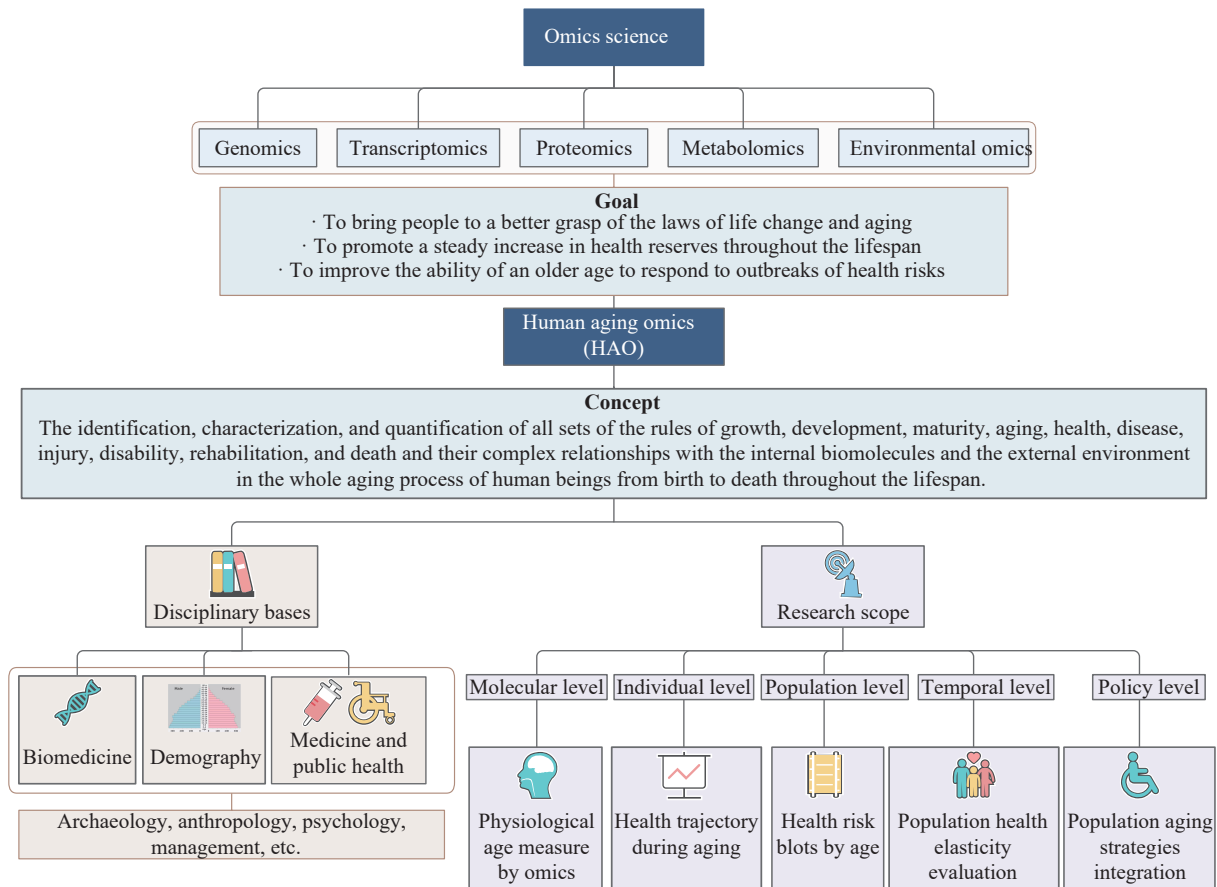 Omics science
Genomics
Transcriptomics
Proteomics
Metabolomics
Environmental omics
Goal
· To bring people to a better grasp of the laws of life change and aging
· To promote a steady increase in health reserves throughout the lifespan
· To improve the ability of an older age to respond to outbreaks of health risks
Human aging omics
(HAO)
Concept
The identification, characterization, and quantification of all sets of the rules of growth, development, maturity, aging, health, disease,
injury, disability, rehabilitation, and death and their complex relationships with the internal biomolecules and the external environment
in the whole aging process of human beings from birth to death throughout the lifespan.
Disciplinary bases
Biomedicine
Demography
Medicine and
public health
Archaeology, anthropology, psychology,
management, etc.
Research scope
Molecular level
Individual level
Population level
Temporal level
Policy level
Physiological
age measure
by omics
Health trajectory
during aging
Health risk
blots by age
Population health
elasticity
evaluation
Population aging
strategies
integration